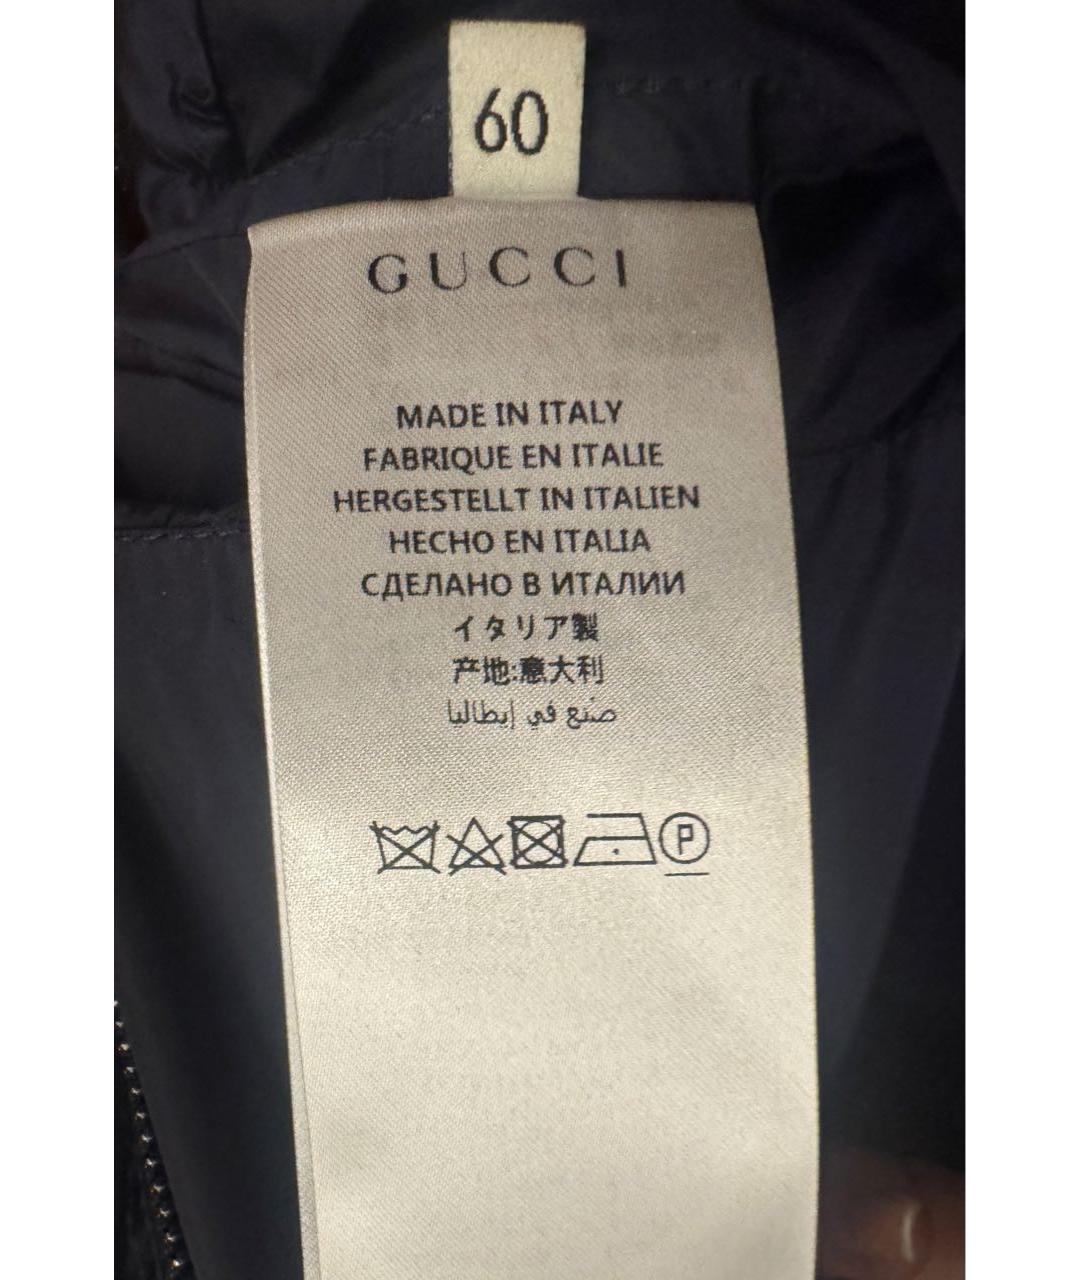 60
GUCCI
MADE IN ITALY
FABRIQUE EN ITALIE
HERGESTELLT IN ITALIEN
HECHO EN ITALIA
СДЕЛАНО В ИТАЛИИ
イタリア製
产地:意大利
صنع في إيطاليا
P